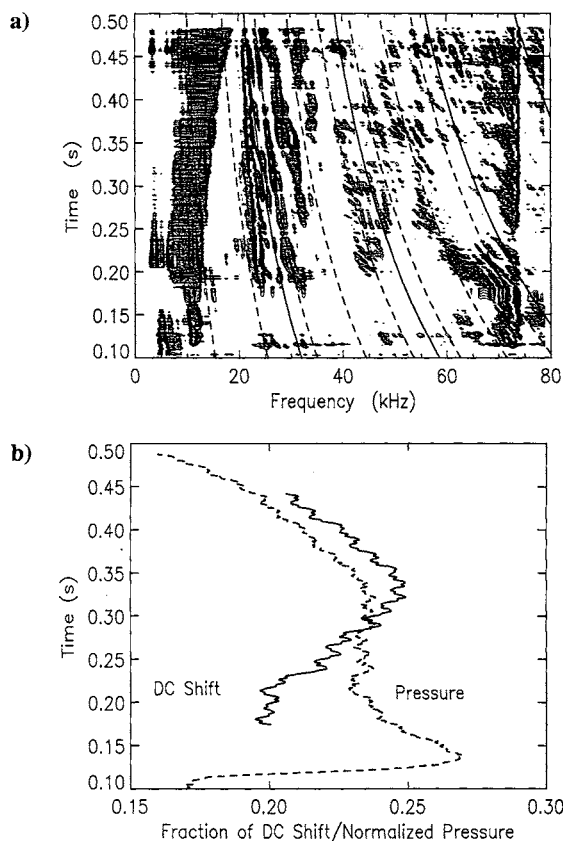 a)
0.50
0.45
0.40
0.35
0.30
0.25
0.20
0.15
0.10
Time (s)
0 20 40 60 80
Frequency (kHz)
b)
0.50
0.45
0.40
0.35
0.30
0.25
0.20
0.15
0.10
Time (s)
DC Shift
Pressure
0.15 0.20 0.25 0.30
Fraction of DC Shift/Normalized Pressure